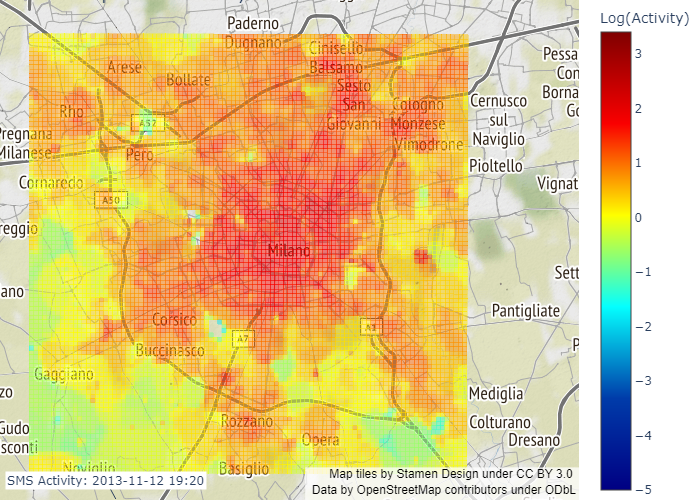 Log(Activity)
3
2
1
0
−1
−2
−3
−4
−5
Paderno
Dugnano
Cinisello
Balsamo
Arese
Bollate
Sesto
San
Giovanni
Cologno
Monzese
Vimodrone
Cernusco
sul
Naviglio
Pioltello
Pessa
Con
Borna
Go
Rho
A52
Pregnana
Milanese
Pero
Cornaredo
A50
Vignat
reggio
Milano
Sett
ano
Pantigliate
Corsico
A7
A1
Buccinasco
P
Gaggiano
zo
Mediglia
Rozzano
Colturano
Gudo
sconti
Opera
Dresano
Noviglio
Basiglio
SMS Activity: 2013-11-12 19:20
Map tiles by Stamen Design under CC BY 3.0
Data by OpenStreetMap contributors under ODbL